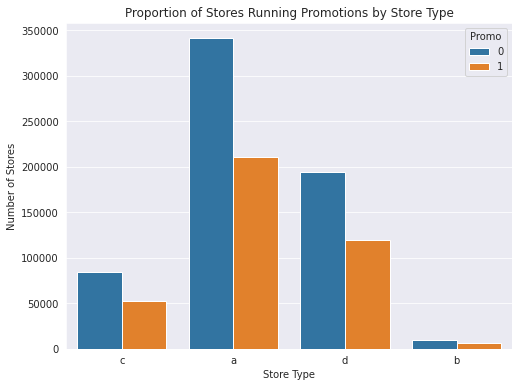 Proportion of Stores Running Promotions by Store Type
Promo
0
1
Number of Stores
350000
300000
250000
200000
150000
100000
50000
0
c a d b
Store Type